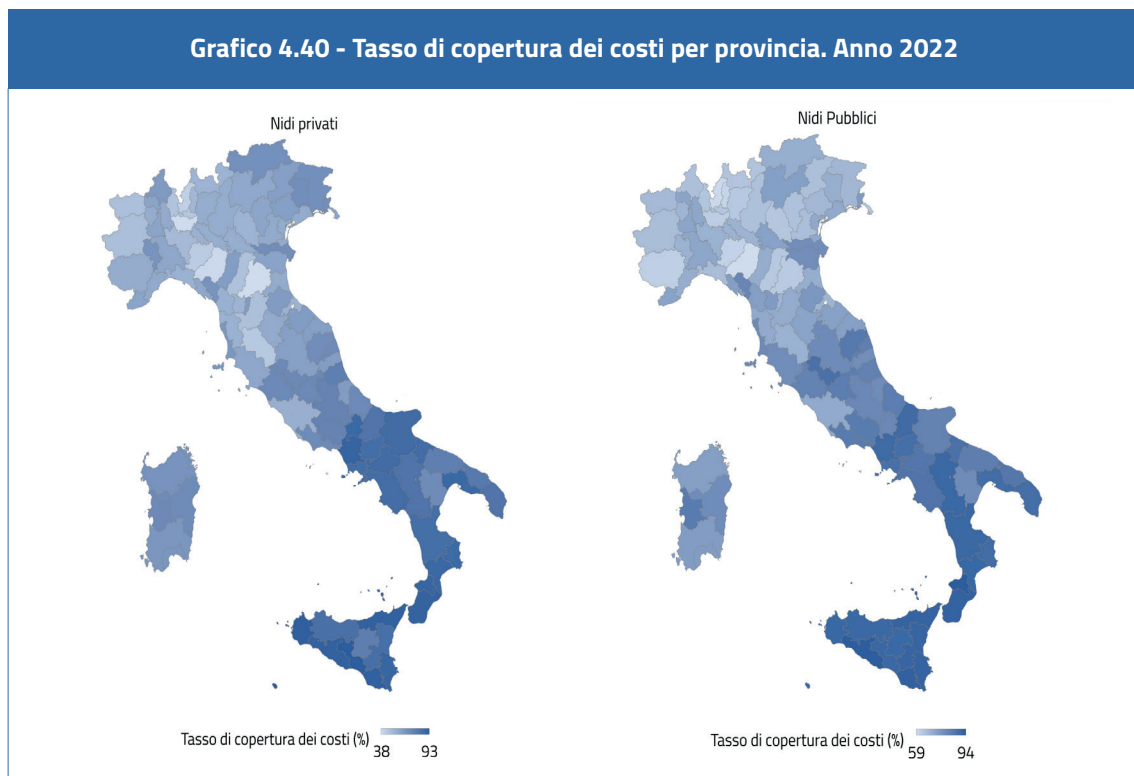 Grafico 4.40 - Tasso di copertura dei costi per provincia. Anno 2022
Nidi privati
Nidi Pubblici
Tasso di copertura dei costi (%)
38 93
Tasso di copertura dei costi (%)
59 94